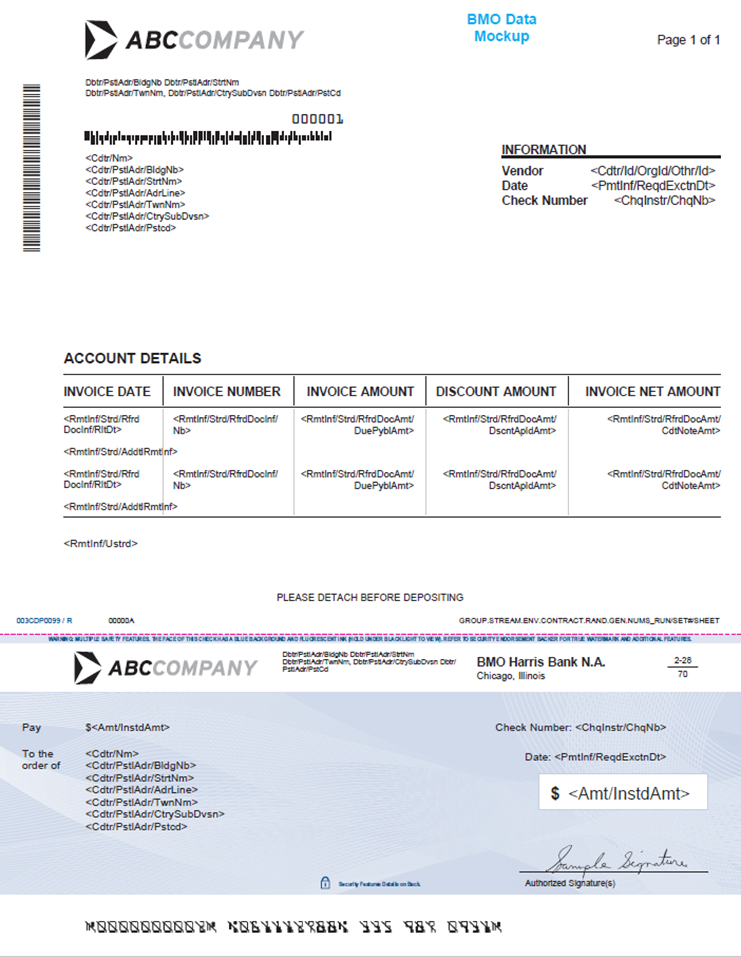 ABCCOMPANY
BMO Data
Mockup
Page 1 of 1
Dbtr/PstlAdr/BldgNb Dbtr/PstlAdr/StrtNm
Dbtr/PstlAdr/TwnNm, Dbtr/PstlAdr/CtrySubDvsn Dbtr/PstlAdr/PstCd
000001
<Cdtr/Nm>
<Cdtr/PstlAdr/BldgNb>
<Cdtr/PstlAdr/StrtNm>
<Cdtr/PstlAdr/AdrLine>
<Cdtr/PstlAdr/TwnNm>
<Cdtr/PstlAdr/CtrySubDvsn>
<Cdtr/PstlAdr/Pstcd>
INFORMATION
Vendor <Cdtr/Id/OrgId/Othr/Id>
Date <PmtInf/ReqdExctnDt>
Check Number <ChqInstr/ChqNb>
ACCOUNT DETAILS
INVOICE DATE INVOICE NUMBER INVOICE AMOUNT DISCOUNT AMOUNT INVOICE NET AMOUNT
<RmtInf/Strd/Rfrd <RmtInf/Strd/RfrdDocInf/ <RmtInf/Strd/RfrdDocAmt/ <RmtInf/Strd/RfrdDocAmt/ <RmtInf/Strd/RfrdDocAmt/
DocInf/RltDt> Nb> DuePyblAmt> DscntApldAmt> CdtNoteAmt>
<RmtInf/Strd/AddtlRmtInf>
<RmtInf/Strd/Rfrd <RmtInf/Strd/RfrdDocInf/ <RmtInf/Strd/RfrdDocAmt/ <RmtInf/Strd/RfrdDocAmt/ <RmtInf/Strd/RfrdDocAmt/
DocInf/RltDt> Nb> DuePyblAmt> DscntApldAmt> CdtNoteAmt>
<RmtInf/Strd/AddtlRmtInf>
<RmtInf/Ustrd>
PLEASE DETACH BEFORE DEPOSITING
003CDP0099 / R 00000A GROUP.STREAM.ENV.CONTRACT.RAND.GEN.NUMS_RUN/SET#/SHEET
WARNING: MULTIPLE SAFETY FEATURES. THE FACE OF THIS CHECK HAS A BLUE BACKGROUND AND FLUORESCENT INK (HOLD UNDER BLACKLIGHT TO VIEW). REFER TO SECURITY ENDORSEMENT BACKER FOR TRUE WATERMARK AND ADDITIONAL FEATURES.
ABCCOMPANY
Dbtr/PstlAdr/BldgNb Dbtr/PstlAdr/StrtNm
Dbtr/PstlAdr/TwnNm, Dbtr/PstlAdr/CtrySubDvsn Dbtr/
PstlAdr/PstCd
BMO Harris Bank N.A.
Chicago, Illinois
2-28
70
Pay $<Amt/InstdAmt>
Check Number: <ChqInstr/ChqNb>
To the
order of
<Cdtr/Nm>
<Cdtr/PstlAdr/BldgNb>
<Cdtr/PstlAdr/StrtNm>
<Cdtr/PstlAdr/AdrLine>
<Cdtr/PstlAdr/TwnNm>
<Cdtr/PstlAdr/CtrySubDvsn>
<Cdtr/PstlAdr/Pstcd>
Date: <PmtInf/ReqdExctnDt>
$ <Amt/InstdAmt>
Sample Signature
Authorized Signature(s)
Security Features Details on Back.